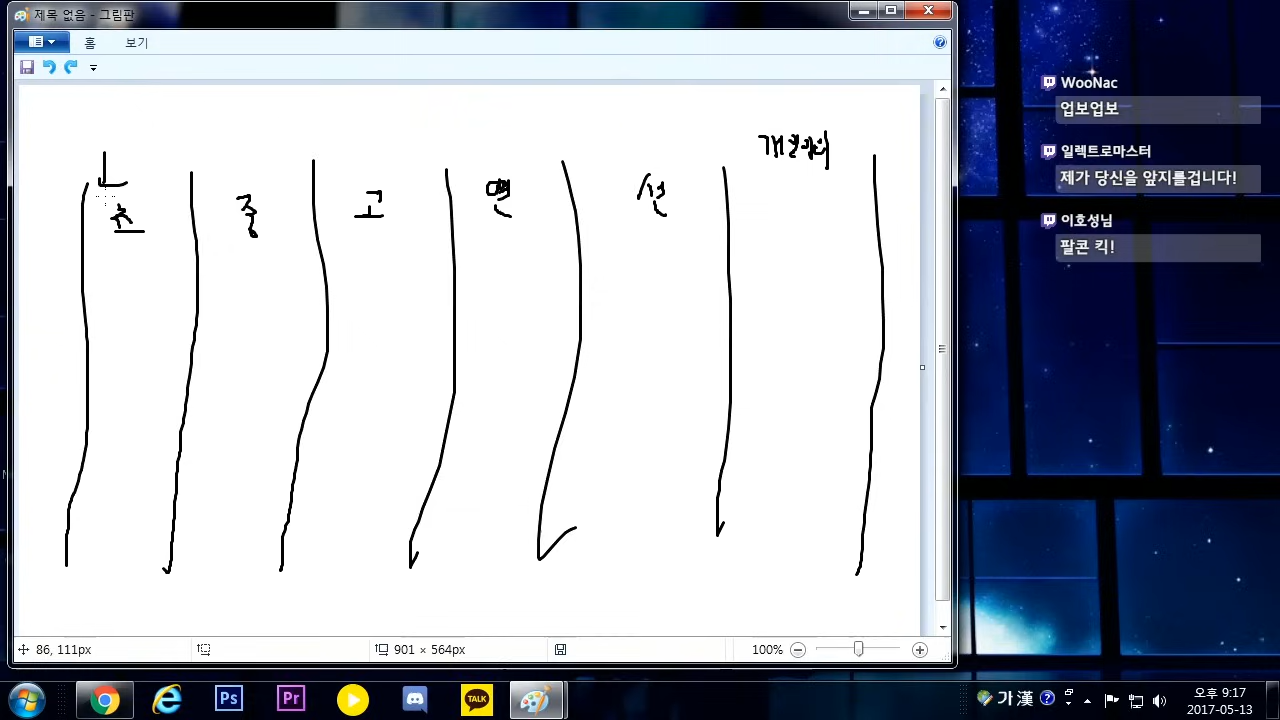 제목 없음 - 그림판
홈 보기
중 고
선
86, 111px
901 × 564px
100%
WooNac
업보업보
일렉트로마스터
제가 당신을 앞지를겁니다!
이호성님
팔콘 킥!
Ps
Pr
TALK
가 漢
오후 9:17
2017-05-13